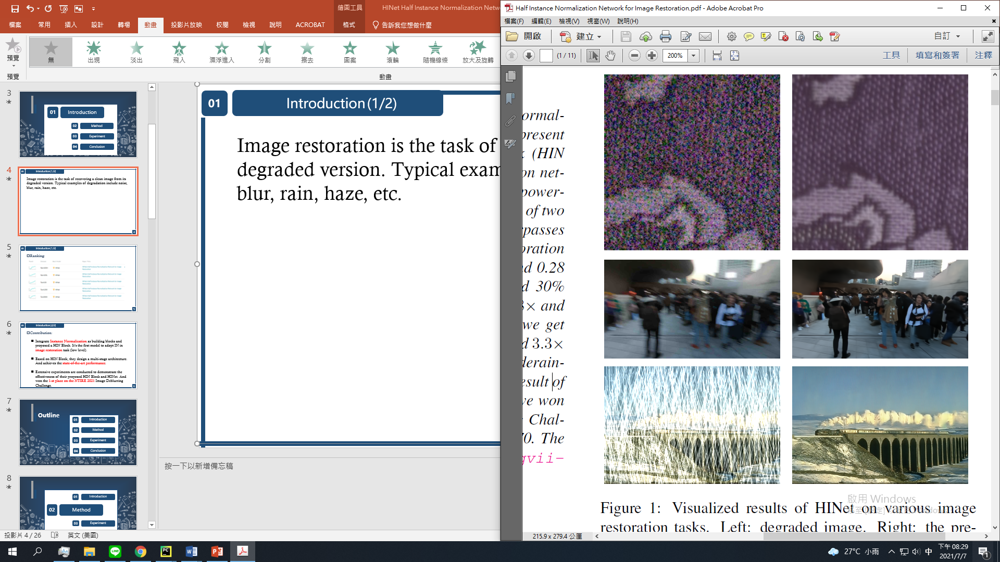 繪圖工具
HINet Half Instance Normalization Netw
檔案
常用
插入
設計
轉場
動畫
投影片放映
校閱
檢視
說明
ACROBAT
格式
告訴我您想做什麼
預覽
無
出現
淡出
飛入
漂浮進入
分割
擦去
圖案
滾輪
隨機線條
放大及旋轉
預覽
動畫
3
01 Introduction
02 Method
03 Experiment
04 Conclusion
4
01 Introduction (1/2)
Image restoration is the task of recovering a clean image from its
degraded version. Typical examples of degradation include noise,
blur, rain, haze, etc.
4
5
01 Introduction (1/2)
Ranking:
5
6
01 Introduction (2/2)
Contribution:
Integrate Instance Normalization as building blocks and
proposed a HIN Block. It's the first model to adopt IN in
image restoration task (low level).
Based on HIN Block, they design a multi-stage architecture.
And achieves the state-of-the-art performance.
Extensive experiments are conducted to demonstrate the
effectiveness of their proposed HIN Block and HINet. And
won the 1-st place on the NTIRE 2021 Image Deblurring
Challenge.
6
7
Outline
01 Introduction
02 Method
03 Experiment
04 Conclusion
8
01 Introduction
02 Method
03 Experiment
01 Introduction (1/2)
Image restoration is the task of
degraded version. Typical exam
blur, rain, haze, etc.
按一下以新增備忘稿
投影片 4 / 26
英文 (美國)
Half Instance Normalization Network for Image Restoration.pdf - Adobe Acrobat Pro
檔案(F) 編輯(E) 檢視(V) 視窗(W) 說明(H)
開啟
建立
自訂
(1 / 11)
200%
工具
填寫和簽署
注釋
ormal-
present
k (HIN
on net-
power-
of two
rpasses
oration
nd 0.28
d 30%
8× and
we get
d 3.3×
derain-
esult of
ve won
Chal-
70. The
gvii-
Figure 1: Visualized results of HINet on various image
restoration tasks. Left: degraded image. Right: the pre-
啟用 Windows
215.9 x 279.4 公厘
27°C 小雨
中
下午 08:29
2021/7/7
1